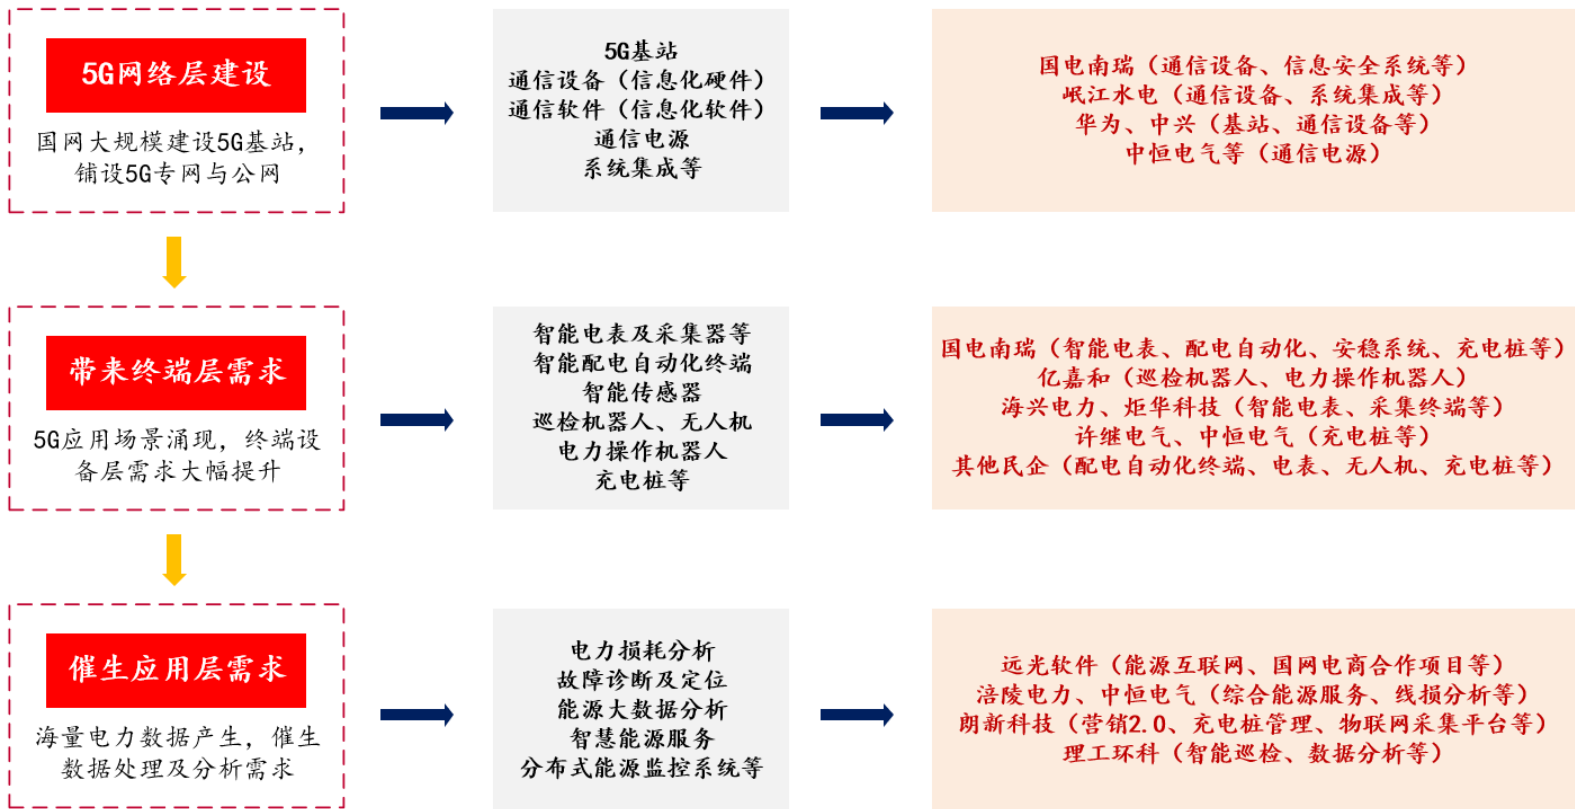 5G网络层建设
国网大规模建设5G基站，
铺设5G专网与公网
5G基站
通信设备（信息化硬件）
通信软件（信息化软件）
通信电源
系统集成等
国电南瑞（通信设备、信息安全系统等）
岷江水电（通信设备、系统集成等）
华为、中兴（基站、通信设备等）
中恒电气等（通信电源）
带来终端层需求
5G应用场景涌现，终端设
备层需求大幅提升
智能电表及采集器等
智能配电自动化终端
智能传感器
巡检机器人、无人机
电力操作机器人
充电桩等
国电南瑞（智能电表、配电自动化、安稳系统、充电桩等）
亿嘉和（巡检机器人、电力操作机器人）
海兴电力、炬华科技（智能电表、采集终端等）
许继电气、中恒电气（充电桩等）
其他民企（配电自动化终端、电表、无人机、充电桩等）
催生应用层需求
海量电力数据产生，催生
数据处理及分析需求
电力损耗分析
故障诊断及定位
能源大数据分析
智慧能源服务
分布式能源监控系统等
远光软件（能源互联网、国网电商合作项目等）
涪陵电力、中恒电气（综合能源服务、线损分析等）
朗新科技（营销2.0、充电桩管理、物联网采集平台等）
理工环科（智能巡检、数据分析等）